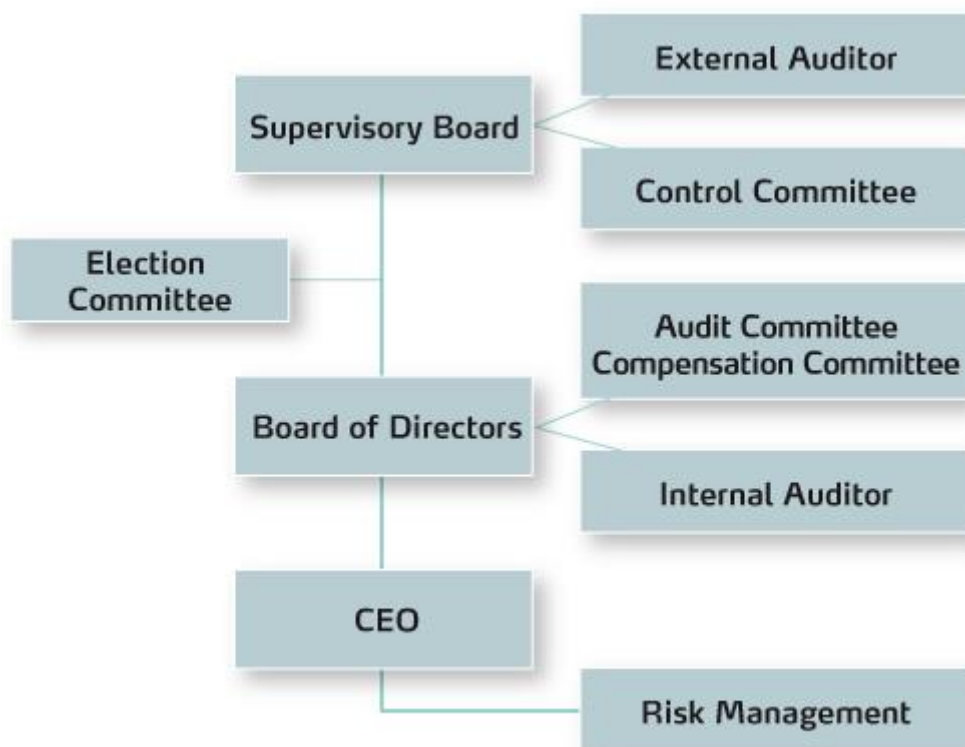 External Auditor
Supervisory Board
Control Committee
Election
Committee
Audit Committee
Compensation Committee
Board of Directors
Internal Auditor
CEO
Risk Management